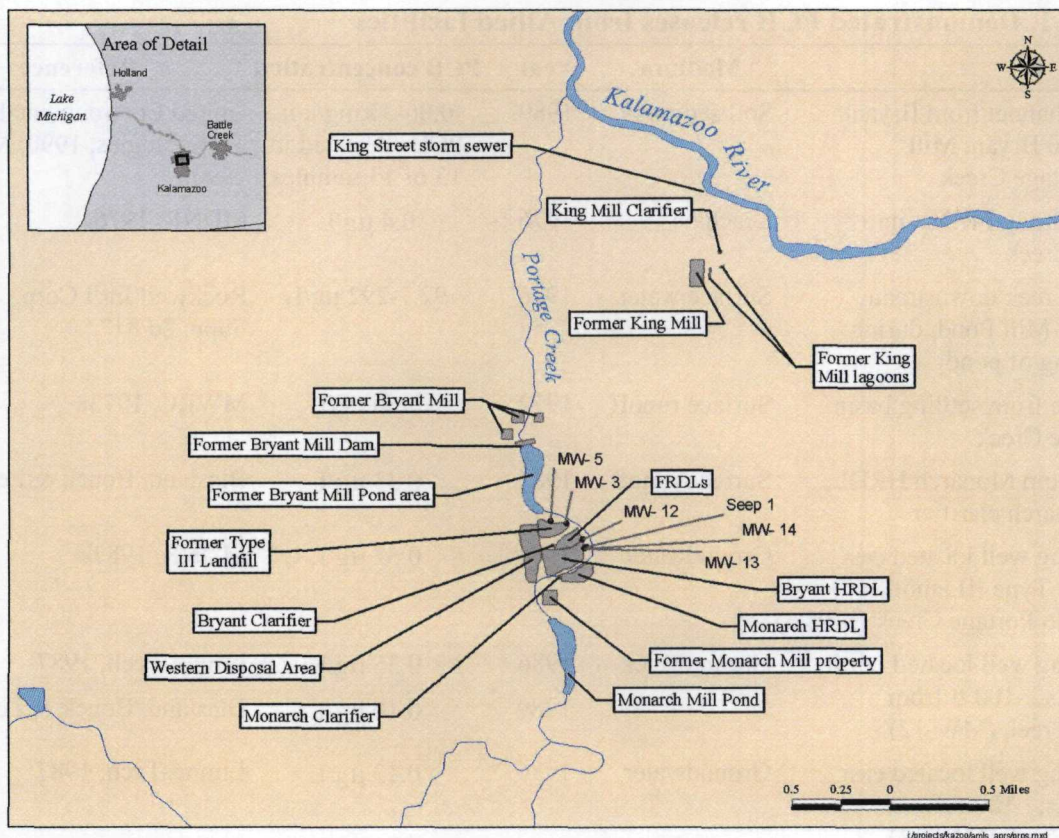 Area of Detail
Holland
Lake
Michigan
Battle
Creek
Kalamazoo
N
W
E
S
Kalamazoo River
King Street storm sewer
King Mill Clarifier
Portage Creek
Former King Mill
Former King
Mill lagoons
Former Bryant Mill
Former Bryant Mill Dam
MW- 5
MW- 3
FRDLs
Former Bryant Mill Pond area
MW- 12
Seep 1
MW- 14
Former Type
III Landfill
MW- 13
Bryant HRDL
Bryant Clarifier
Monarch HRDL
Western Disposal Area
Former Monarch Mill property
Monarch Mill Pond
Monarch Clarifier
0.5 0.25 0 0.5 Miles